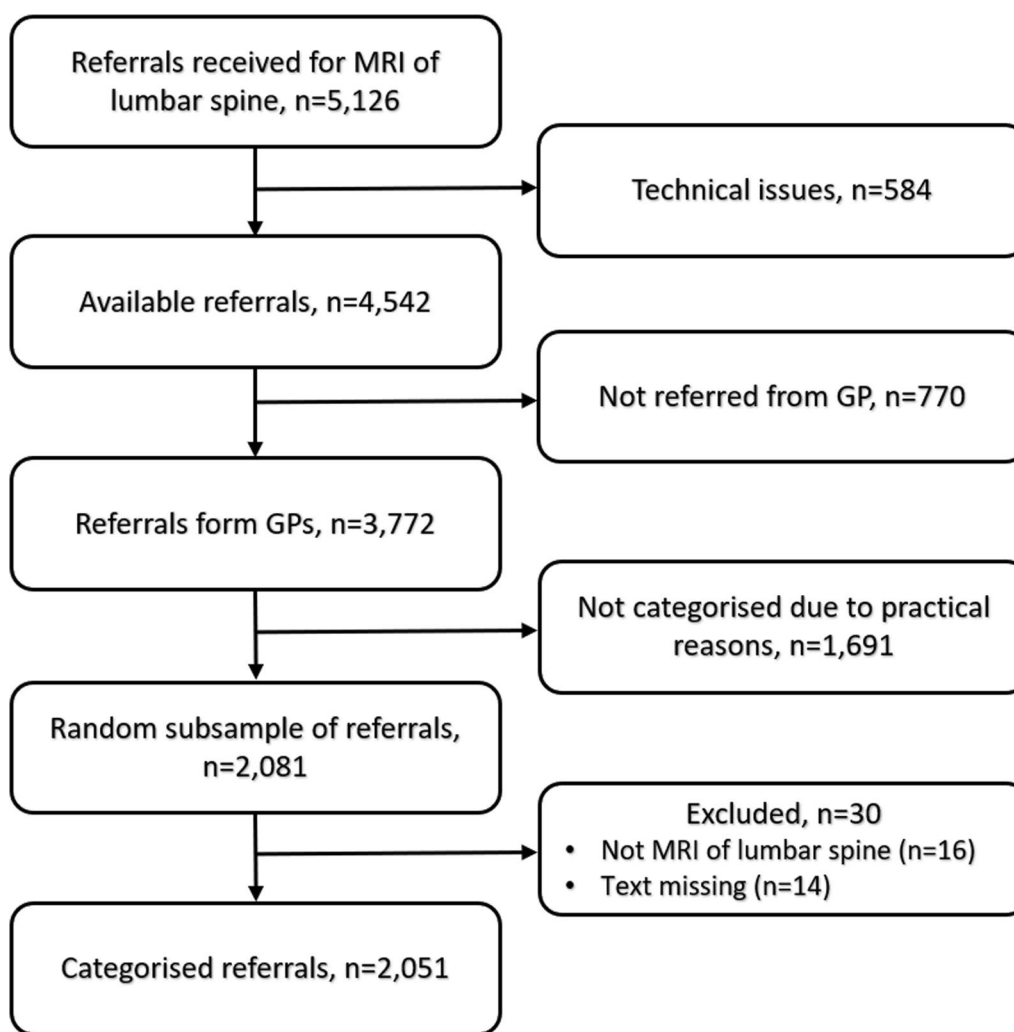 Referrals received for MRI of
lumbar spine, n=5,126
Technical issues, n=584
Available referrals, n=4,542
Not referred from GP, n=770
Referrals form GPs, n=3,772
Not categorised due to practical
reasons, n=1,691
Random subsample of referrals,
n=2,081
Excluded, n=30
• Not MRI of lumbar spine (n=16)
• Text missing (n=14)
Categorised referrals, n=2,051